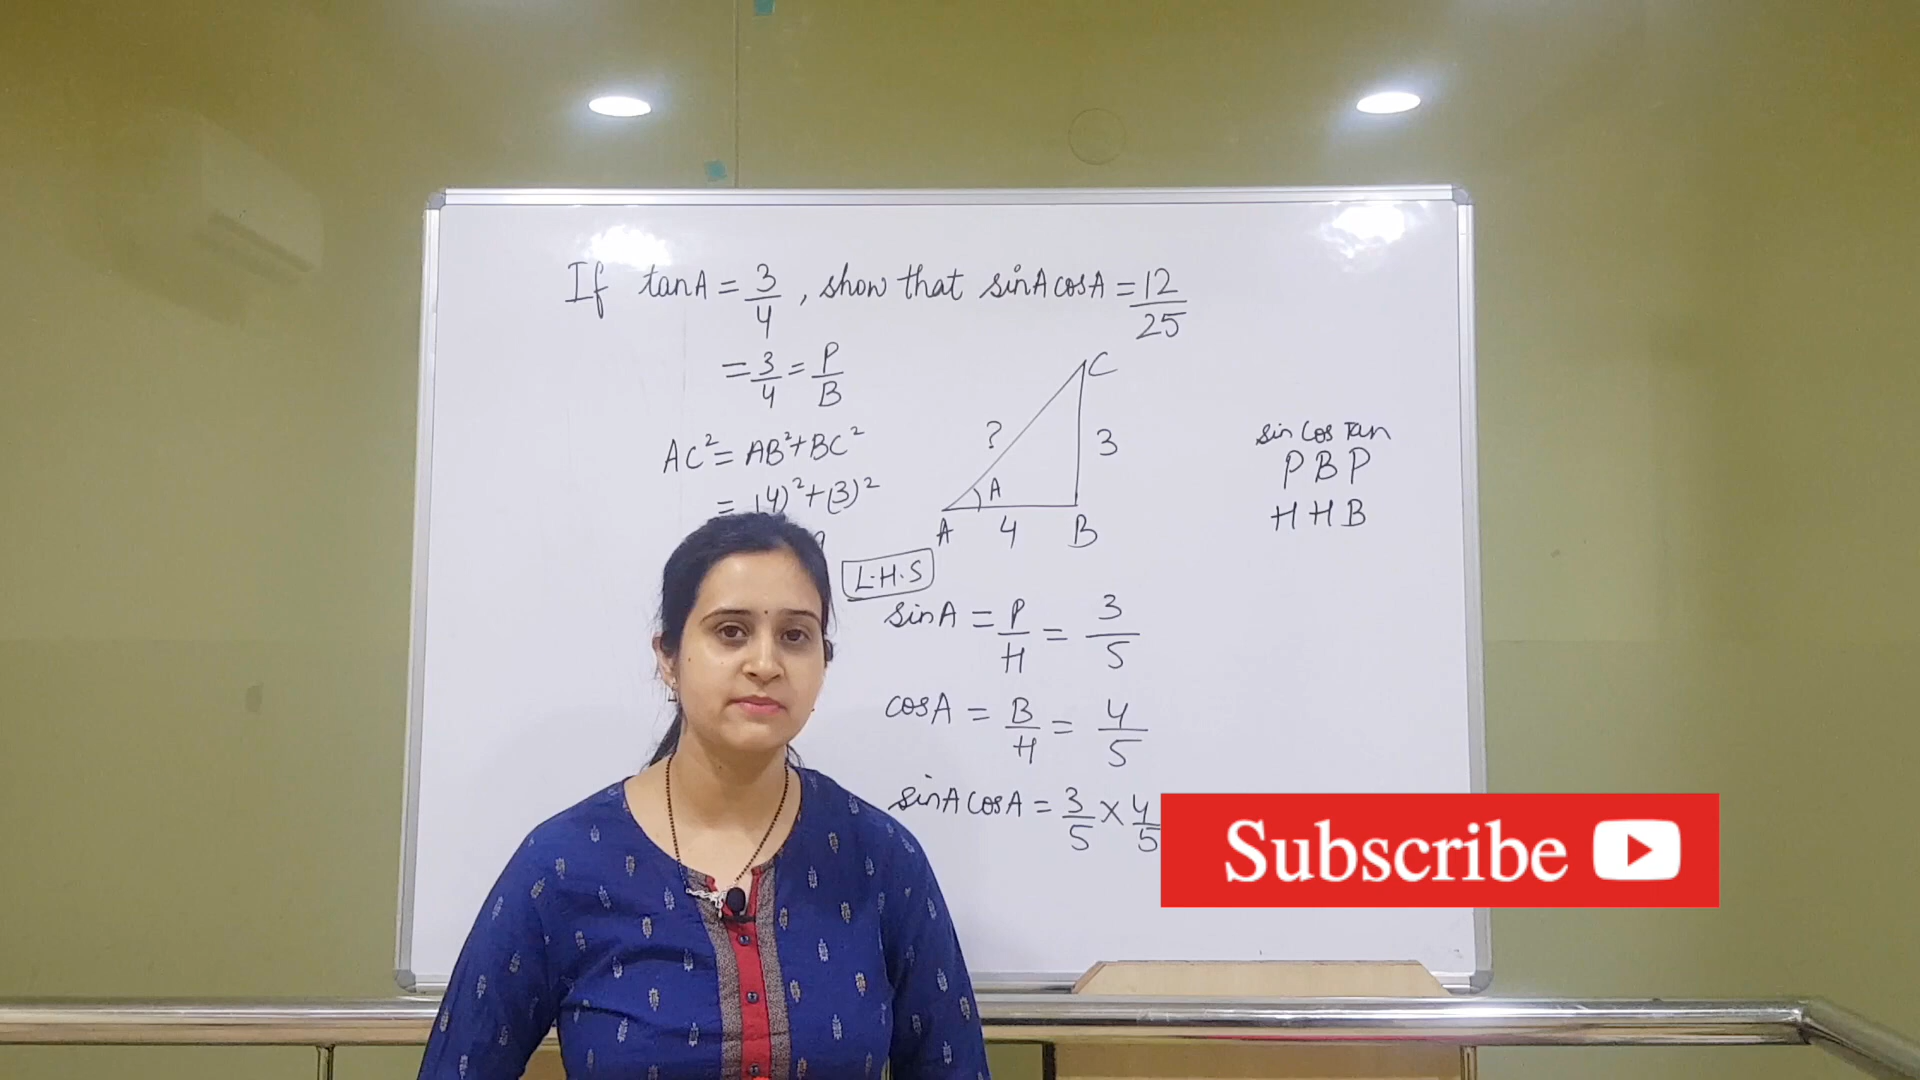 If tanA = 3/4, show that sinA cosA = 12/25
= 3/4 = P/B
AC² = AB² + BC²
= (4)² + (3)²
C
?
3
A
A
4
B
sin Cos Tan
P B P
H H B
L.H.S
sinA = P/H = 3/5
cosA = B/H = 4/5
sinA cosA = 3/5 × 4/5
Subscribe